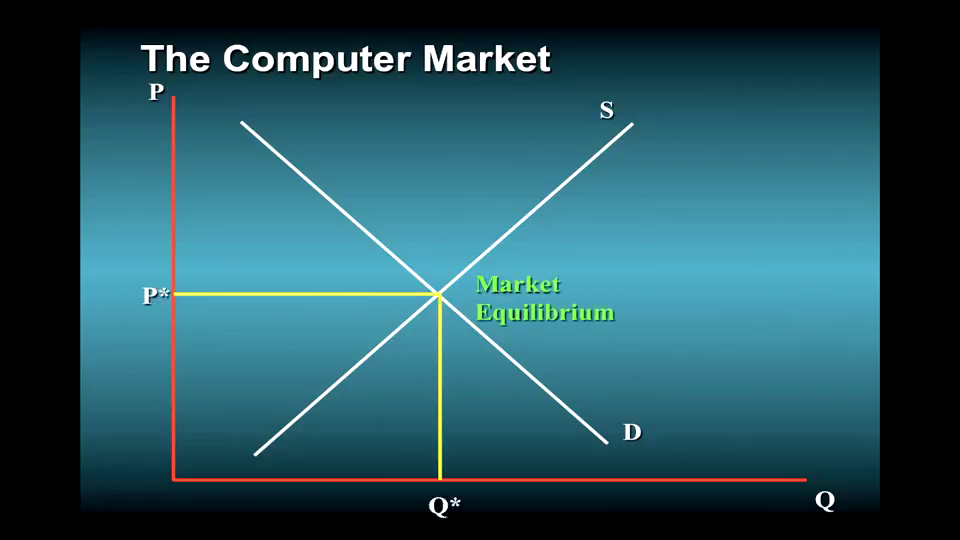 The Computer Market
P
S
Market
Equilibrium
P*
D
Q*
Q